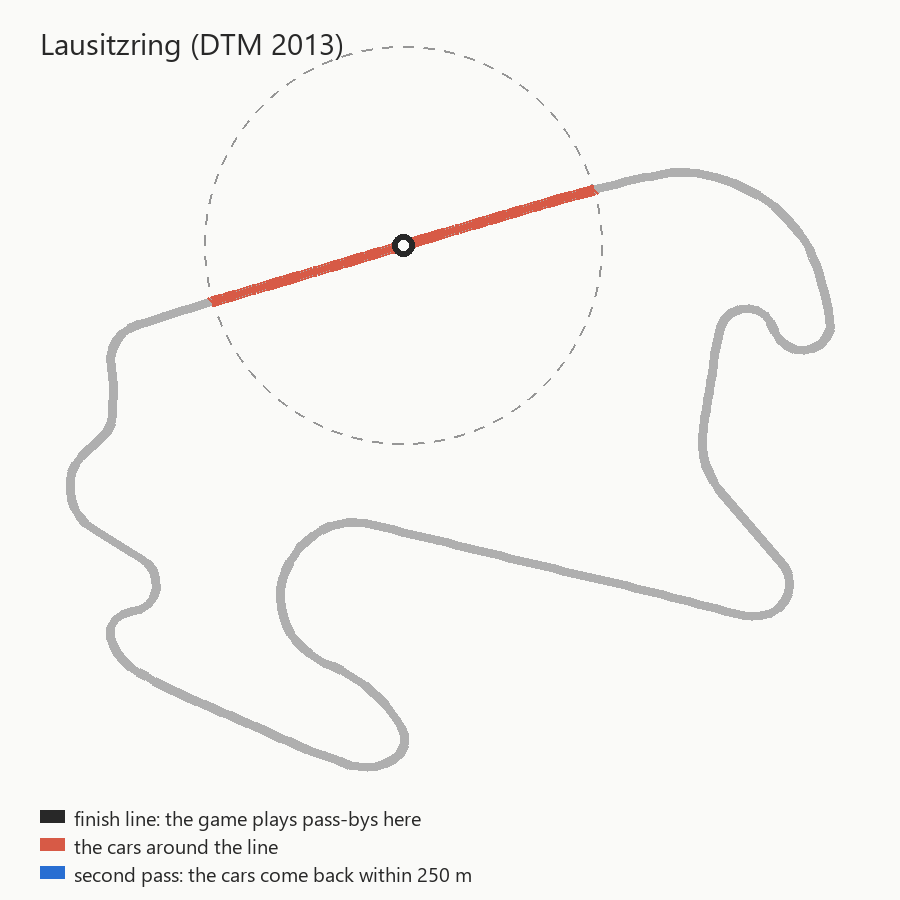 Lausitzring (DTM 2013)
finish line: the game plays pass-bys here
the cars around the line
second pass: the cars come back within 250 m